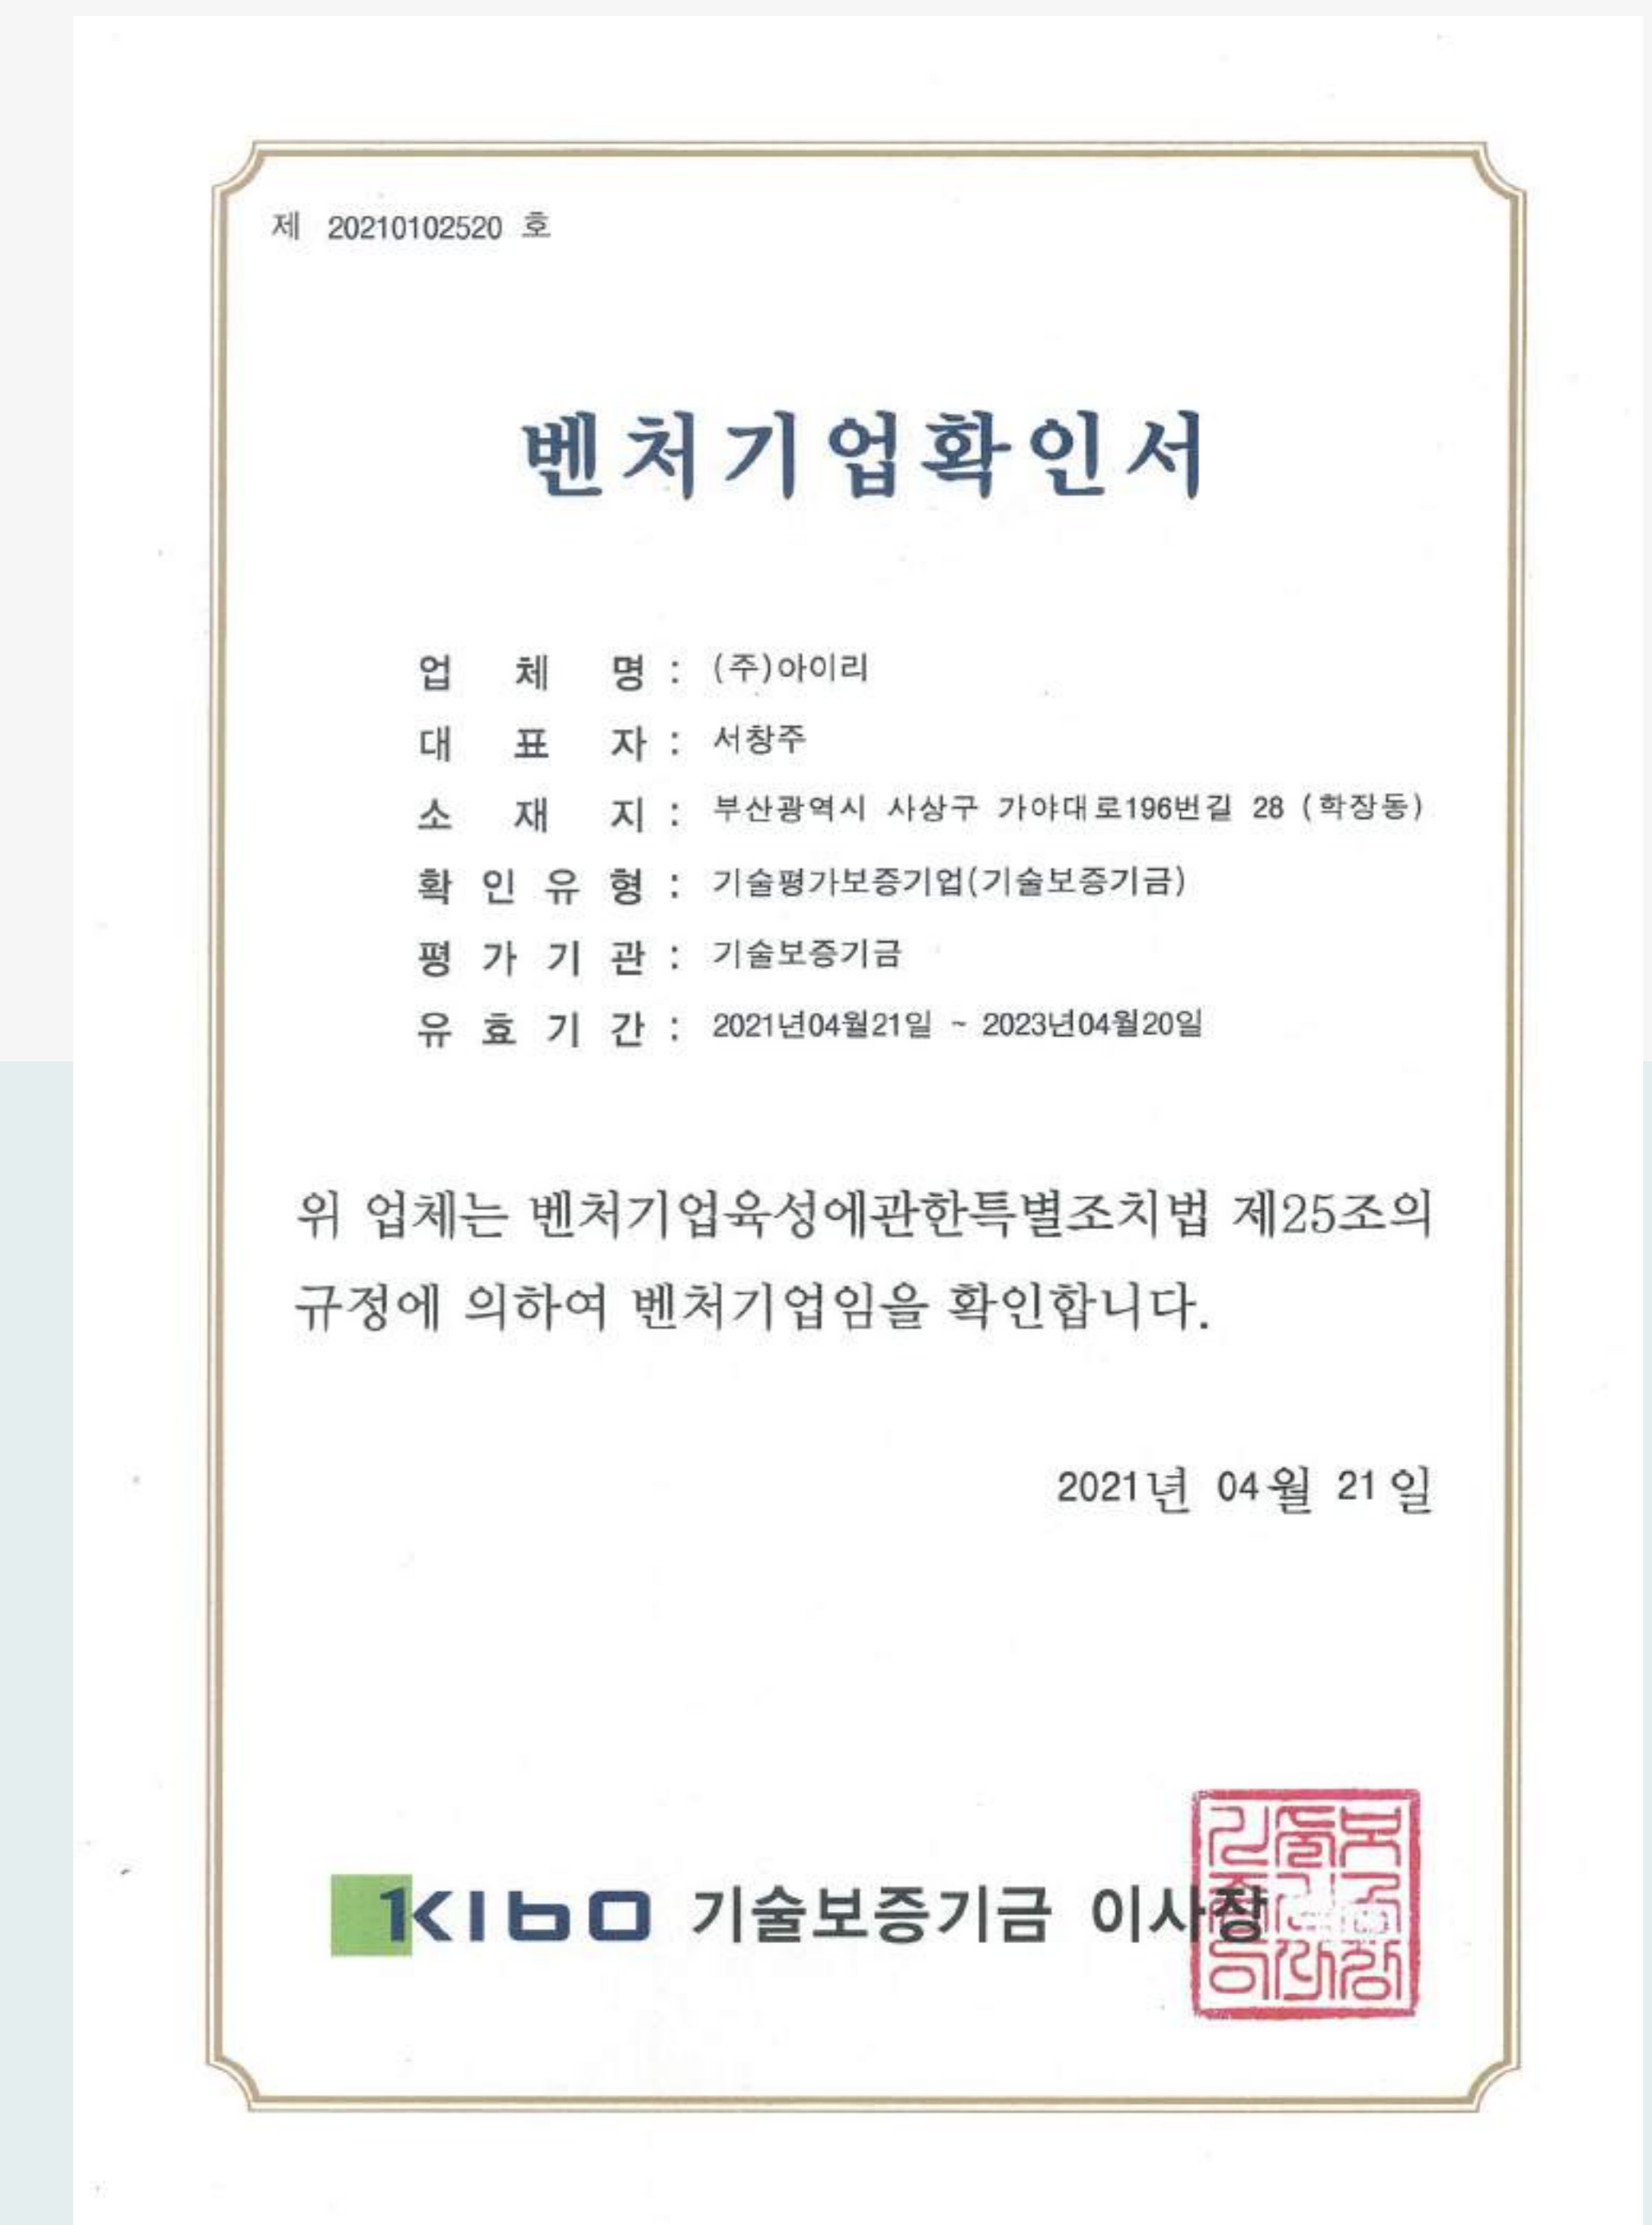 제 20210102520 호
벤처기업확인서
업 체 명 : (주)아이리
대 표 자 : 서창주
소 재 지 : 부산광역시 사상구 가야대로196번길 28 (학장동)
확 인 유 형 : 기술평가보증기업(기술보증기금)
평 가 기 관 : 기술보증기금
유 효 기 간 : 2021년04월21일 ~ 2023년04월20일
위 업체는 벤처기업육성에관한특별조치법 제25조의
규정에 의하여 벤처기업임을 확인합니다.
2021년 04월 21일
KIBO 기술보증기금 이사장